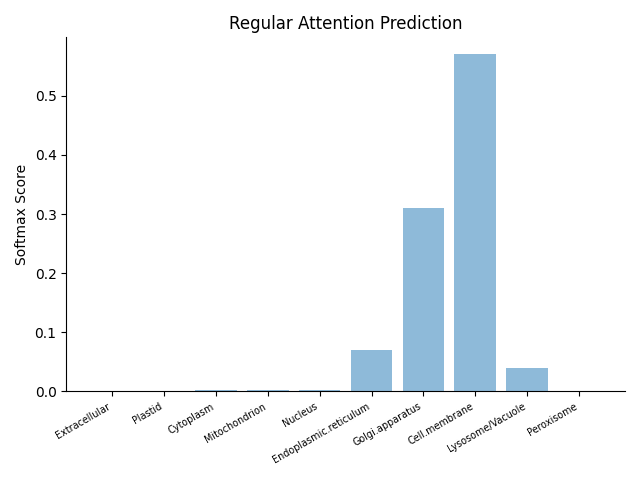 Regular Attention Prediction
Softmax Score
0.5
0.4
0.3
0.2
0.1
0.0
Extracellular
Plastid
Cytoplasm
Mitochondrion
Nucleus
Endoplasmic.reticulum
Golgi.apparatus
Cell.membrane
Lysosome/Vacuole
Peroxisome